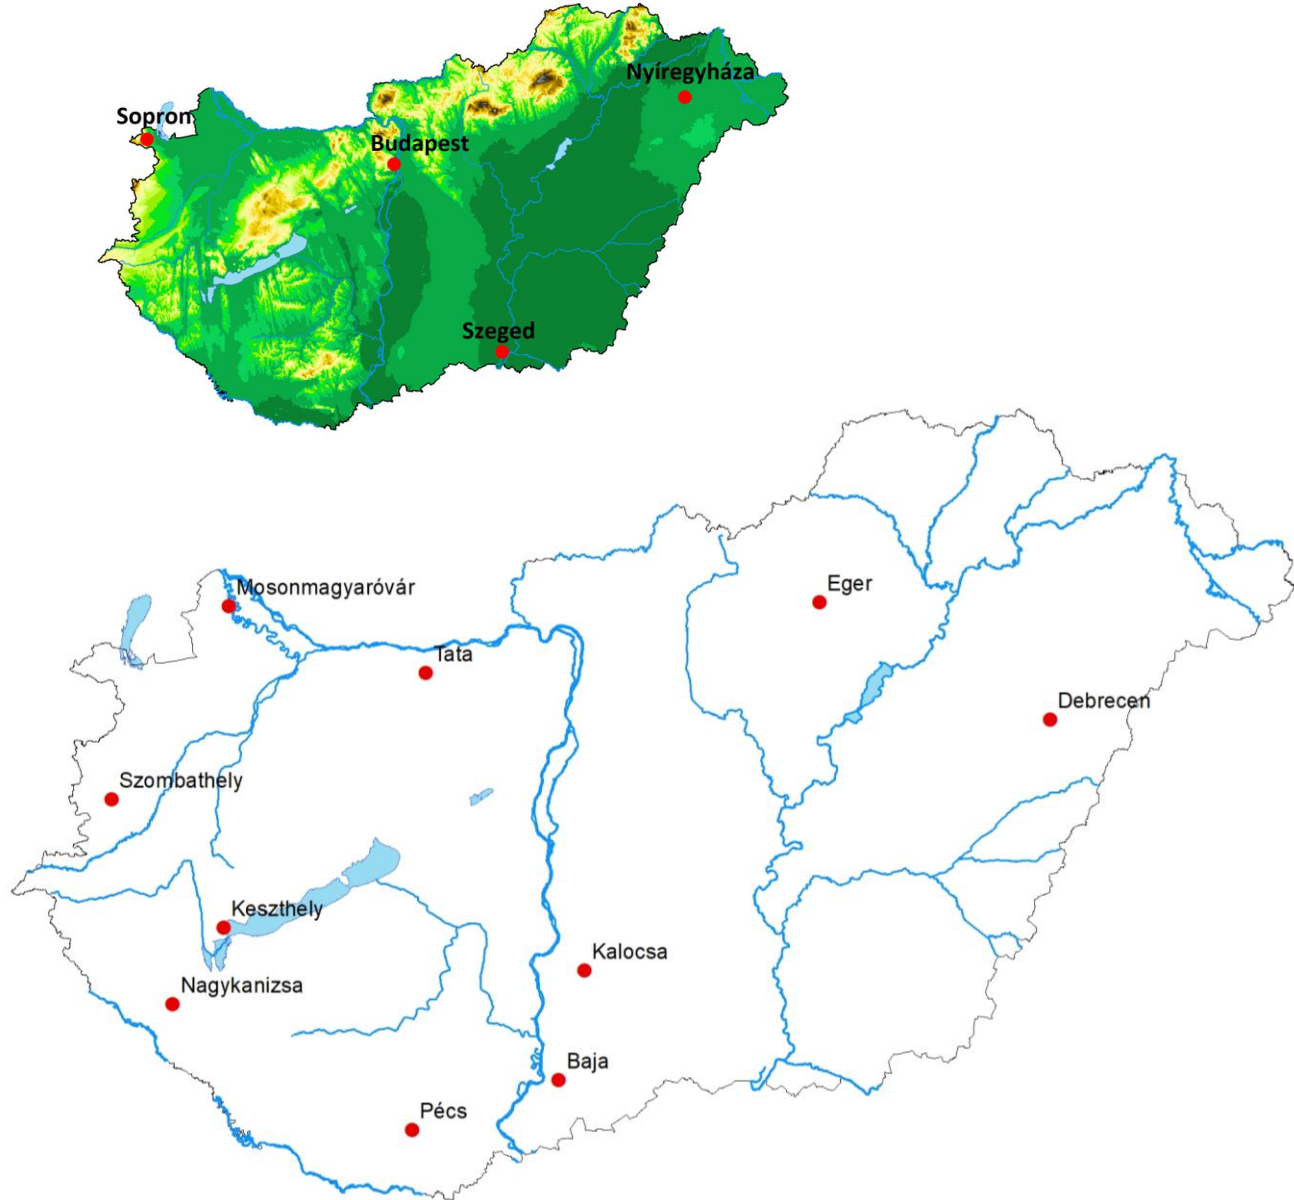 Nyíregyháza
Sopron
Budapest
Szeged
Mosonmagyaróvár
Eger
Tata
Debrecen
Szombathely
Keszthely
Kalocsa
Nagykanizsa
Baja
Pécs